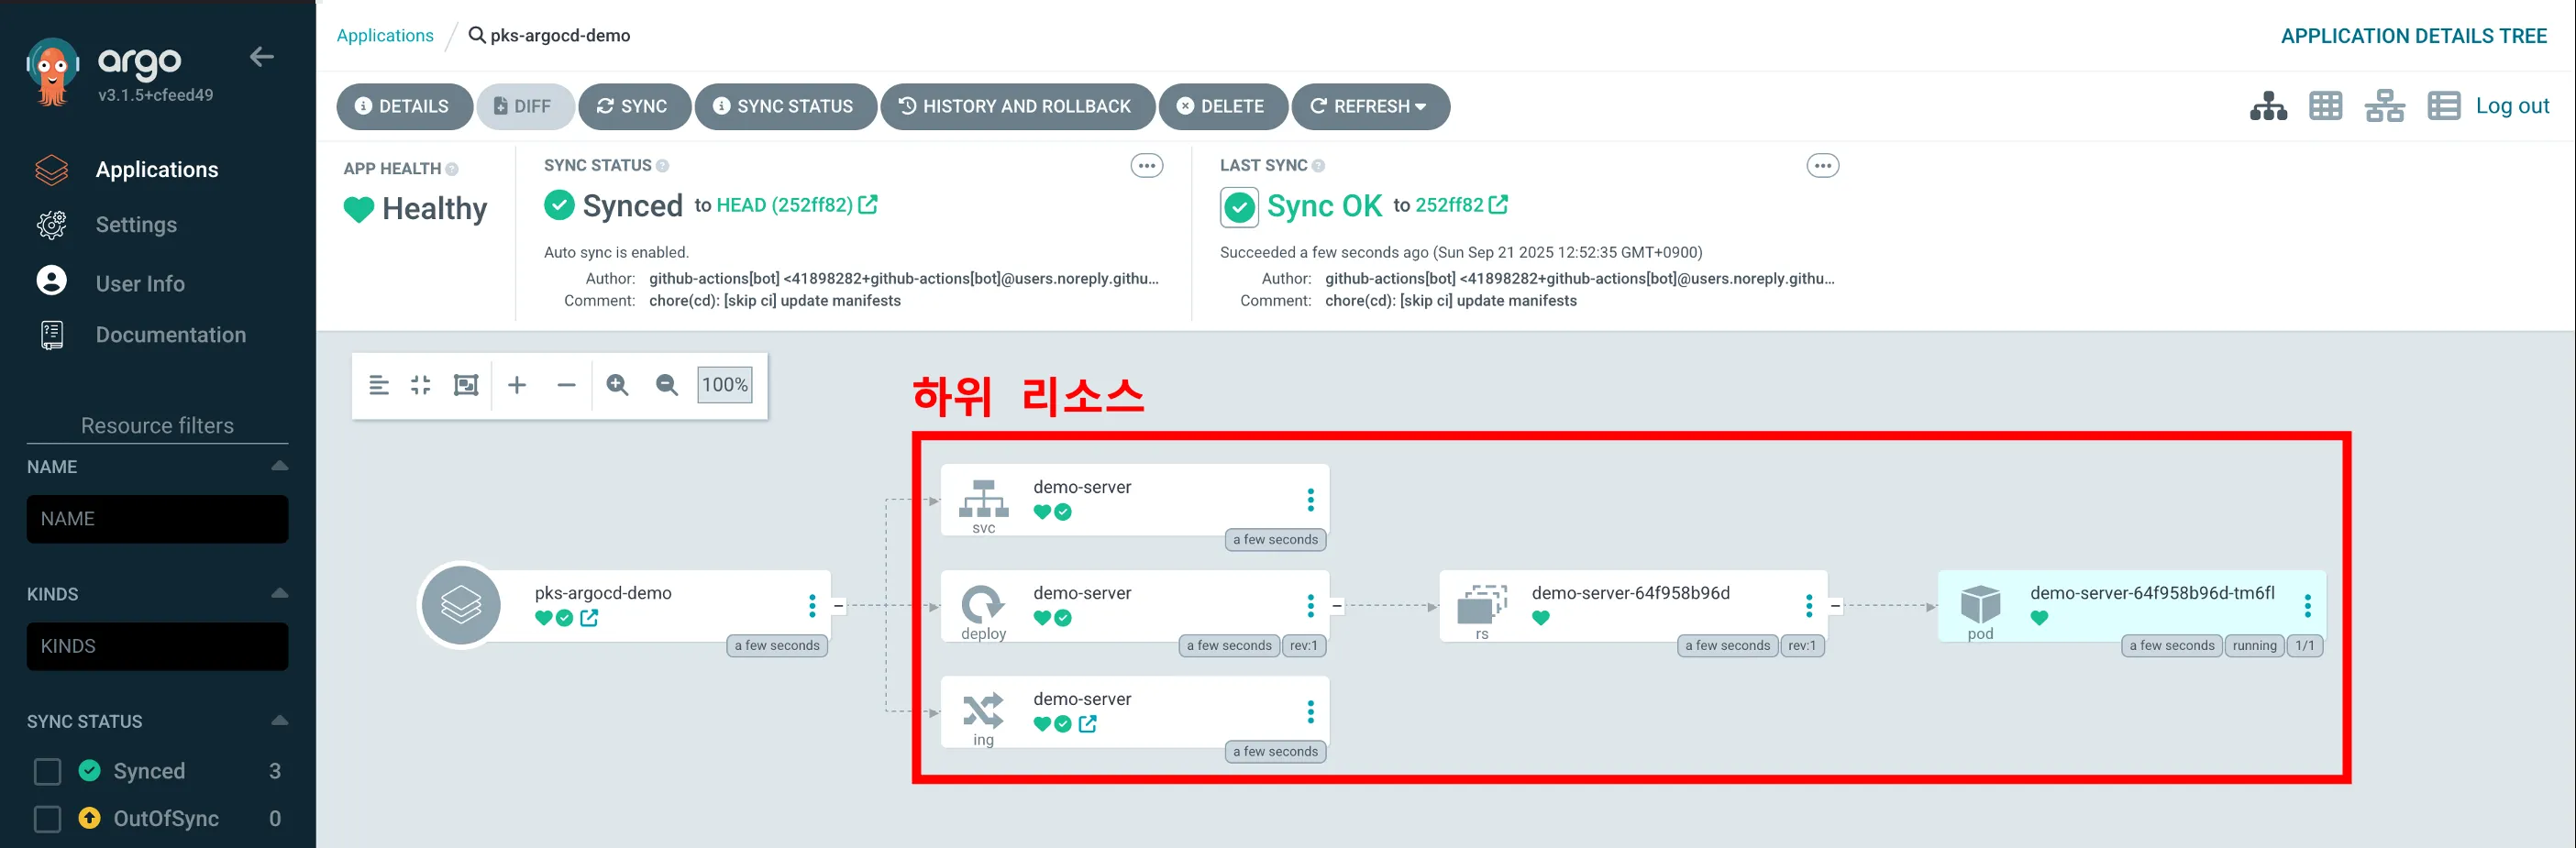 argo
v3.1.5+cfeed49
Applications
Settings
User Info
Documentation
Resource filters
NAME
NAME
KINDS
KINDS
SYNC STATUS
Synced 3
OutOfSync 0
Applications / pks-argocd-demo
APPLICATION DETAILS TREE
DETAILS DIFF SYNC SYNC STATUS HISTORY AND ROLLBACK DELETE REFRESH
Log out
APP HEALTH
Healthy
SYNC STATUS
Synced to HEAD (252ff82)
Auto sync is enabled.
Author: github-actions[bot] <41898282+github-actions[bot]@users.noreply.githu...
Comment: chore(cd): [skip ci] update manifests
LAST SYNC
Sync OK to 252ff82
Succeeded a few seconds ago (Sun Sep 21 2025 12:52:35 GMT+0900)
Author: github-actions[bot] <41898282+github-actions[bot]@users.noreply.githu...
Comment: chore(cd): [skip ci] update manifests
100%
하위 리소스
pks-argocd-demo
a few seconds
demo-server
svc
a few seconds
demo-server
deploy
a few seconds rev:1
demo-server
ing
a few seconds
demo-server-64f958b96d
rs
a few seconds rev:1
demo-server-64f958b96d-tm6fl
pod
a few seconds running 1/1